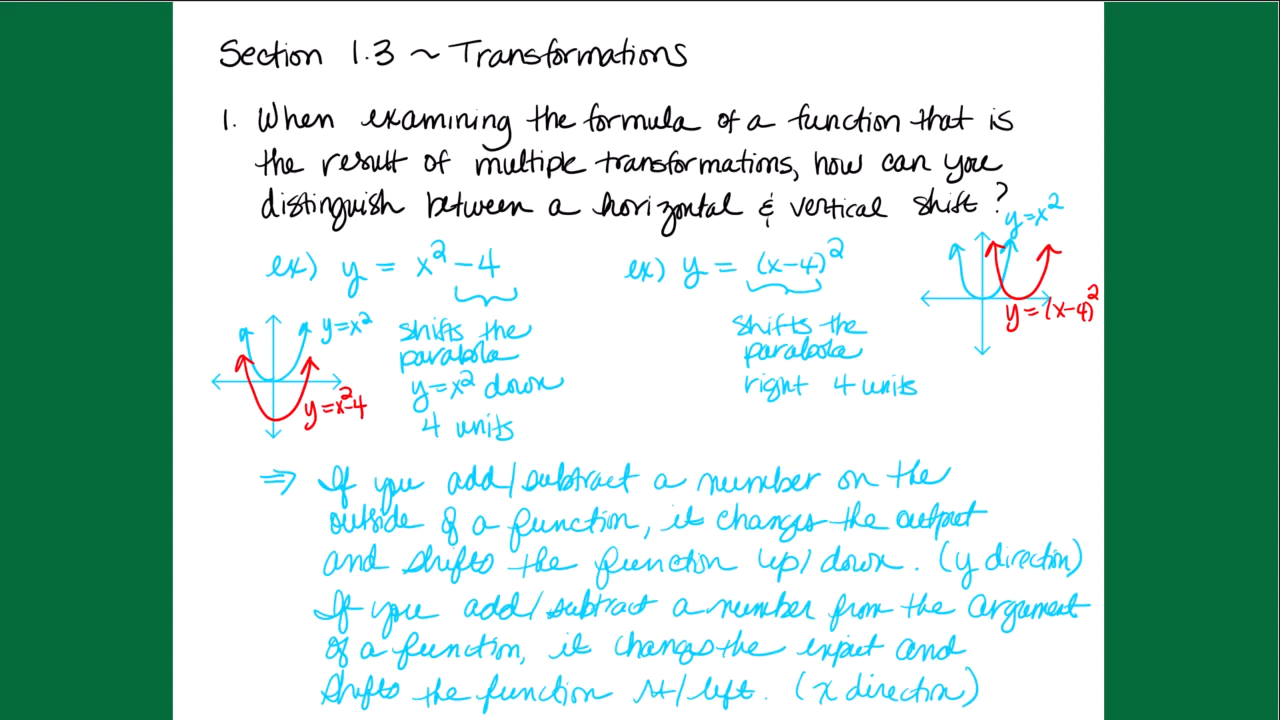 Section 1.3 ~ Transformations
1. When examining the formula of a function that is
the result of multiple transformations, how can you
distinguish between a horizontal & vertical shift?
ex) y = x² - 4
y=x²
y=x²-4
shifts the
parabola
y=x² down
4 units
ex) y = (x-4)²
shifts the
parabola
right 4 units
y=x²
y=(x-4)²
⇒ If you add/subtract a number on the
outside of a function, it changes the output
and shifts the function up/down. (y direction)
If you add/subtract a number from the argument
of a function, it changes the input and
shifts the function rt/left. (x direction)